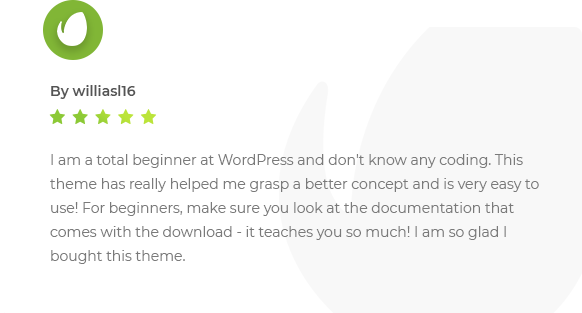 By williasl16
I am a total beginner at WordPress and don't know any coding. This
theme has really helped me grasp a better concept and is very easy to
use! For beginners, make sure you look at the documentation that
comes with the download - it teaches you so much! I am so glad I
bought this theme.